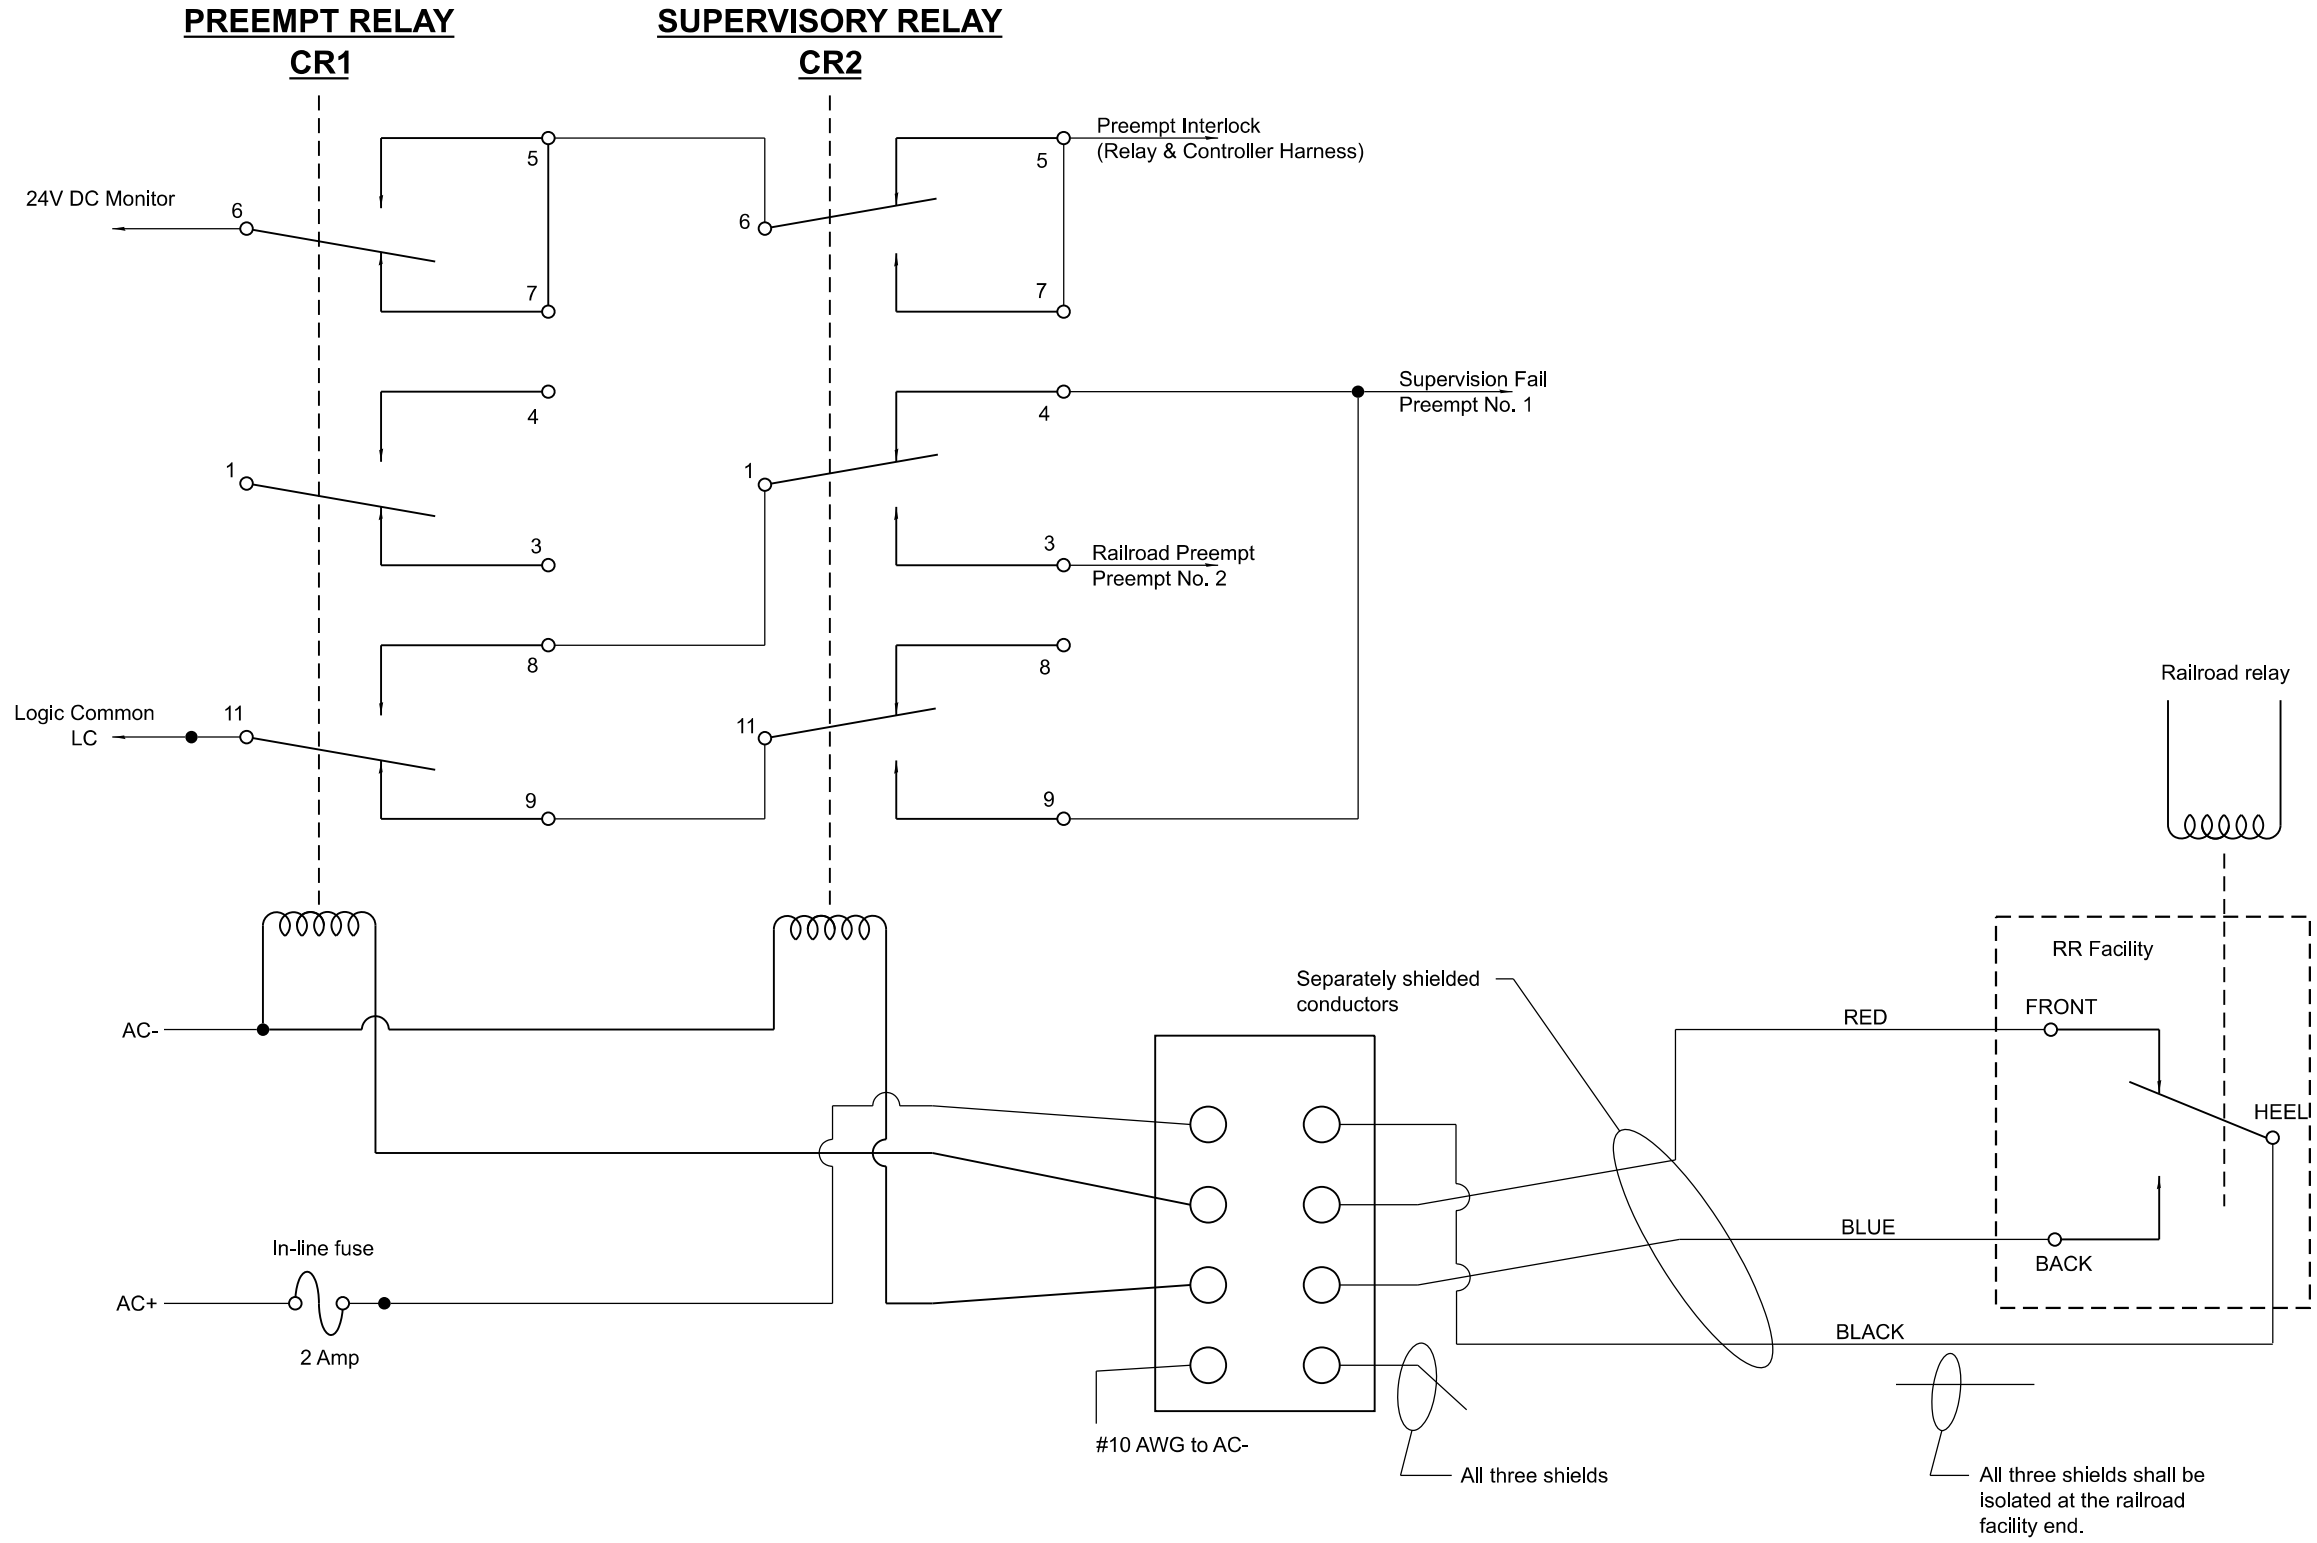 PREEMPT RELAY
CR1
SUPERVISORY RELAY
CR2
Preempt Interlock
(Relay & Controller Harness)
5
5
24V DC Monitor
6
6
7
7
Supervision Fail
Preempt No. 1
4
4
1
1
3
3
Railroad Preempt
Preempt No. 2
8
8
Railroad relay
Logic Common
LC
11
11
9
9
RR Facility
Separately shielded
conductors
FRONT
RED
AC-
HEEL
BLUE
BACK
In-line fuse
AC+
2 Amp
BLACK
#10 AWG to AC-
All three shields
All three shields shall be
isolated at the railroad
facility end.